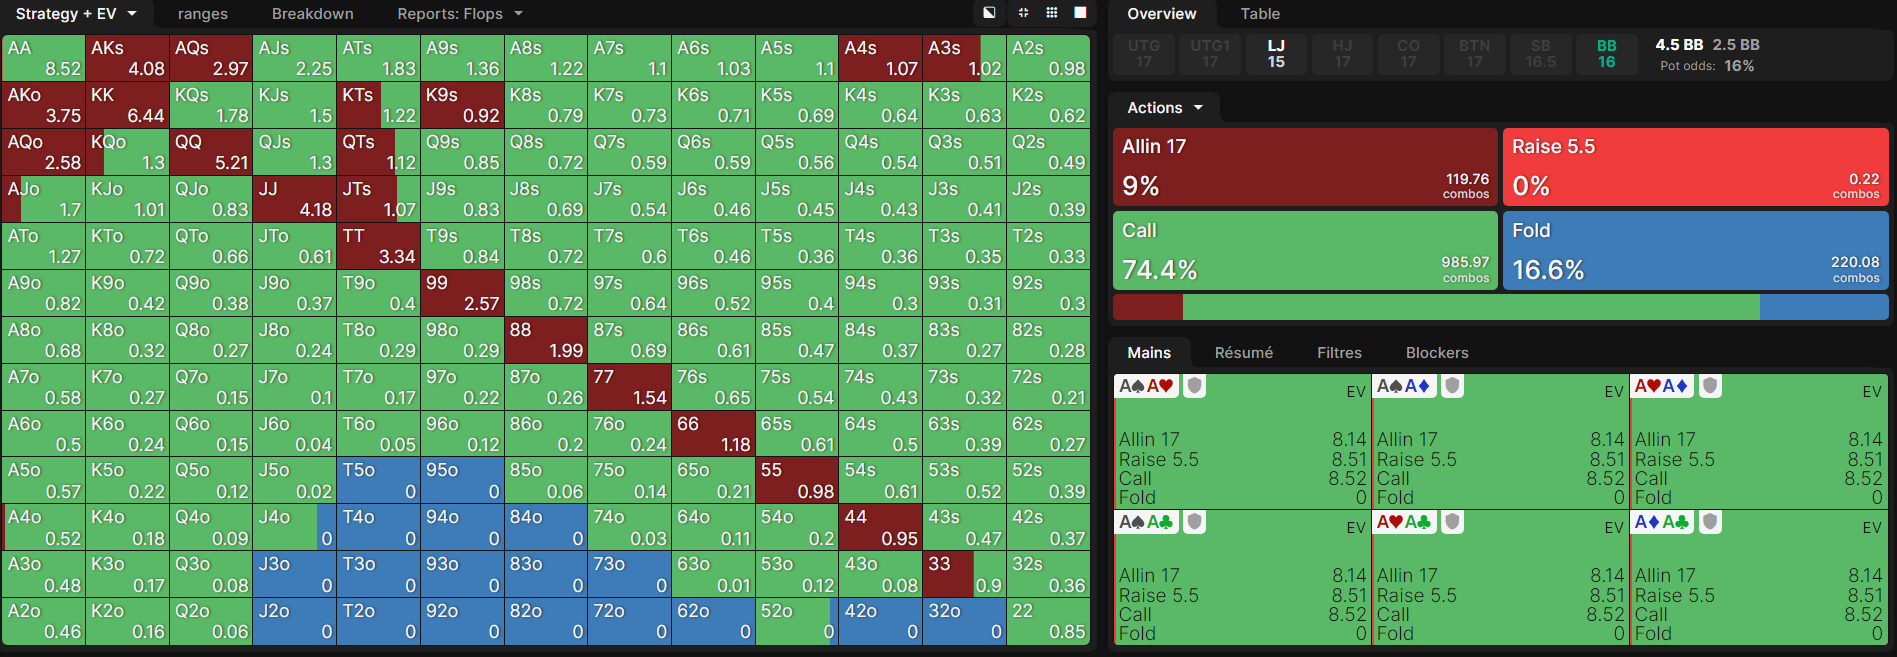 Strategy + EV ranges Breakdown Reports: Flops
AA AKs AQs AJs ATs A9s A8s A7s A6s A5s A4s A3s A2s
8.52 4.08 2.97 2.25 1.83 1.36 1.22 1.1 1.03 1.1 1.07 1.02 0.98
AKo KK KQs KJs KTs K9s K8s K7s K6s K5s K4s K3s K2s
3.75 6.44 1.78 1.5 1.22 0.92 0.79 0.73 0.71 0.69 0.64 0.63 0.62
AQo KQo QQ QJs QTs Q9s Q8s Q7s Q6s Q5s Q4s Q3s Q2s
2.58 1.3 5.21 1.3 1.12 0.85 0.72 0.59 0.59 0.56 0.54 0.51 0.49
AJo KJo QJo JJ JTs J9s J8s J7s J6s J5s J4s J3s J2s
1.7 1.01 0.83 4.18 1.07 0.83 0.69 0.54 0.46 0.45 0.43 0.41 0.39
ATo KTo QTo JTo TT T9s T8s T7s T6s T5s T4s T3s T2s
1.27 0.72 0.66 0.61 3.34 0.84 0.72 0.6 0.46 0.36 0.36 0.35 0.33
A9o K9o Q9o J9o T9o 99 98s 97s 96s 95s 94s 93s 92s
0.82 0.42 0.38 0.37 0.4 2.57 0.72 0.64 0.52 0.4 0.3 0.31 0.3
A8o K8o Q8o J8o T8o 98o 88 87s 86s 85s 84s 83s 82s
0.68 0.32 0.27 0.24 0.29 0.29 1.99 0.69 0.61 0.47 0.37 0.27 0.28
A7o K7o Q7o J7o T7o 97o 87o 77 76s 75s 74s 73s 72s
0.58 0.27 0.15 0.1 0.17 0.22 0.26 1.54 0.65 0.54 0.43 0.32 0.21
A6o K6o Q6o J6o T6o 96o 86o 76o 66 65s 64s 63s 62s
0.5 0.24 0.15 0.04 0.05 0.12 0.2 0.24 1.18 0.61 0.5 0.39 0.27
A5o K5o Q5o J5o T5o 95o 85o 75o 65o 55 54s 53s 52s
0.57 0.22 0.12 0.02 0 0 0.06 0.14 0.21 0.98 0.61 0.52 0.39
A4o K4o Q4o J4o T4o 94o 84o 74o 64o 54o 44 43s 42s
0.52 0.18 0.09 0 0 0 0 0.03 0.11 0.2 0.95 0.47 0.37
A3o K3o Q3o J3o T3o 93o 83o 73o 63o 53o 43o 33 32s
0.48 0.17 0.08 0 0 0 0 0 0.01 0.12 0.08 0.9 0.36
A2o K2o Q2o J2o T2o 92o 82o 72o 62o 52o 42o 32o 22
0.46 0.16 0.06 0 0 0 0 0 0 0 0 0 0.85
Overview Table
UTG UTG1 LJ HJ CO BTN SB BB 4.5 BB 2.5 BB
17 17 15 17 17 17 16.5 16 Pot odds: 16%
Actions
Allin 17 Raise 5.5
9% 119.76 combos 0% 0.22 combos
Call Fold
74.4% 985.97 combos 16.6% 220.08 combos
Mains Résumé Filtres Blockers
A♠A♥ EV A♠A♦ EV A♥A♦ EV
Allin 17 8.14 Allin 17 8.14 Allin 17 8.14
Raise 5.5 8.51 Raise 5.5 8.51 Raise 5.5 8.51
Call 8.52 Call 8.52 Call 8.52
Fold 0 Fold 0 Fold 0
A♠A♣ EV A♥A♣ EV A♦A♣ EV
Allin 17 8.14 Allin 17 8.14 Allin 17 8.14
Raise 5.5 8.51 Raise 5.5 8.51 Raise 5.5 8.51
Call 8.52 Call 8.52 Call 8.52
Fold 0 Fold 0 Fold 0